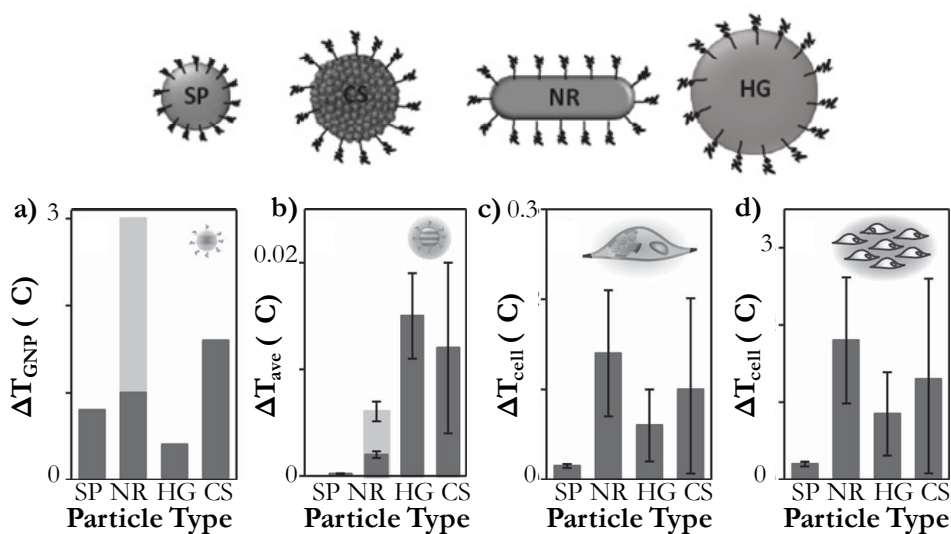 SP
CS
NR
HG
a)
3
0
ΔT_GNP ( C)
SP NR HG CS
Particle Type
b)
0.02
0
ΔT_ave ( C)
SP NR HG CS
Particle Type
c)
0.3
0
ΔT_cell ( C)
SP NR HG CS
Particle Type
d)
3
0
ΔT_cell ( C)
SP NR HG CS
Particle Type